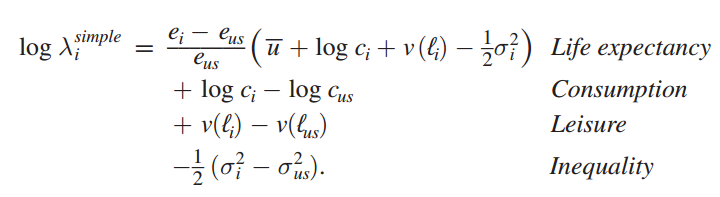 log λ_i^simple = (e_i − e_us)/e_us (u̅ + log c_i + v(ℓ_i) − ½σ_i²) Life expectancy
+ log c_i − log c_us Consumption
+ v(ℓ_i) − v(ℓ_us) Leisure
−½(σ_i² − σ_us²). Inequality